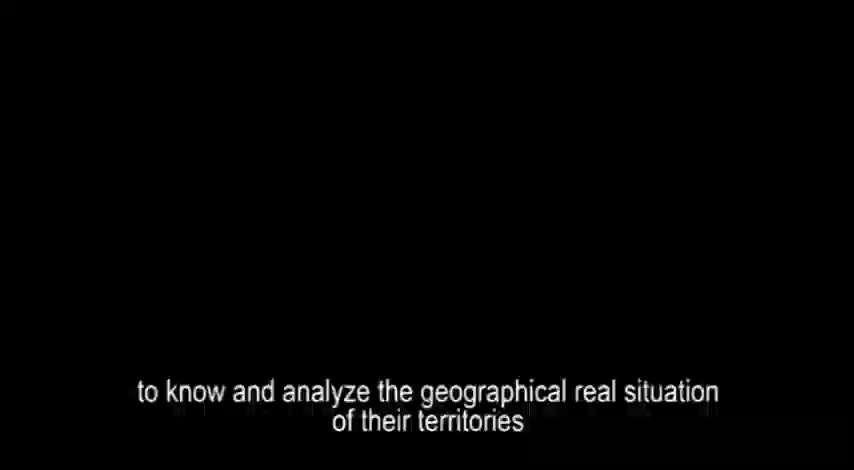 to know and analyze the geographical real situation
of their territories